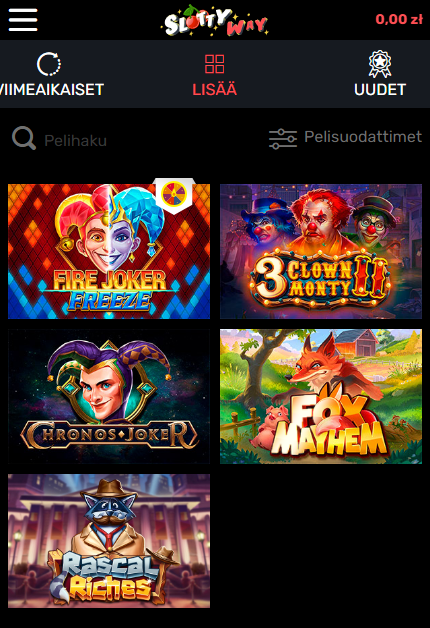 SLOTTY WAY
0,00 zł
VIIMEAIKAISET
LISÄÄ
UUDET
Pelihaku
Pelisuodattimet
FIRE JOKER
FREEZE
3 CLOWN
MONTY II
CHRONOS JOKER
FOX
MAYHEM
RASCAL
RICHES